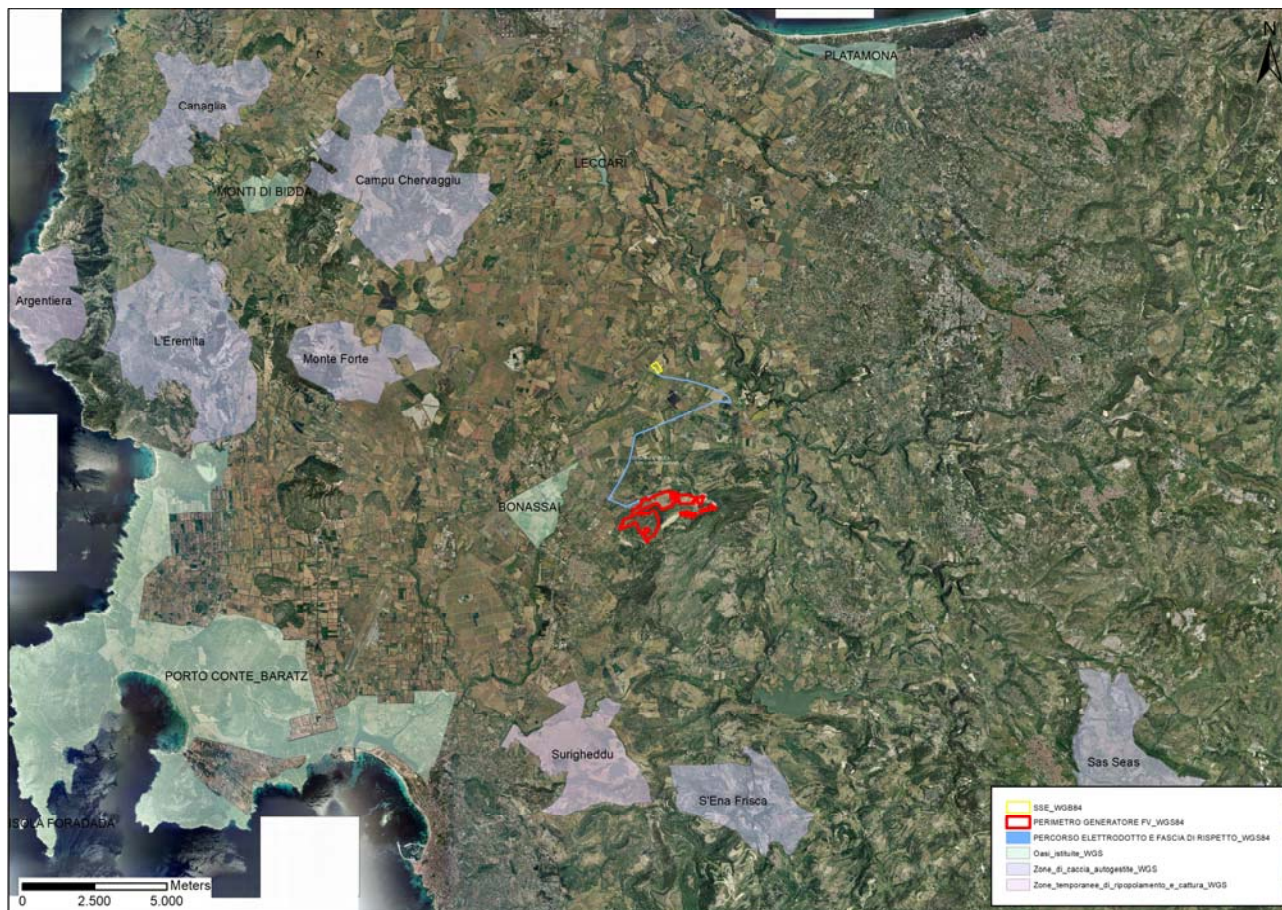 PLATAMONA
N
Canaglia
LECCARI
Campu Chervaggiu
MONTI DI BIDDA
Argentiera
L'Eremita
Monte Forte
BONASSAI
PORTO CONTE_BARATZ
Surigheddu
Sas Seas
S'Ena Frisca
ISOLA FORADADA
SSE_WGB84
PERIMETRO GENERATORE FV_WGS84
PERCORSO ELETTRODOTTO E FASCIA DI RISPETTO_WGS84
Oasi_istituite_WGS
Zone_di_caccia_autogestite_WGS
Zone_temporanee_di_ripopolamento_e_cattura_WGS
Meters
0 2.500 5.000